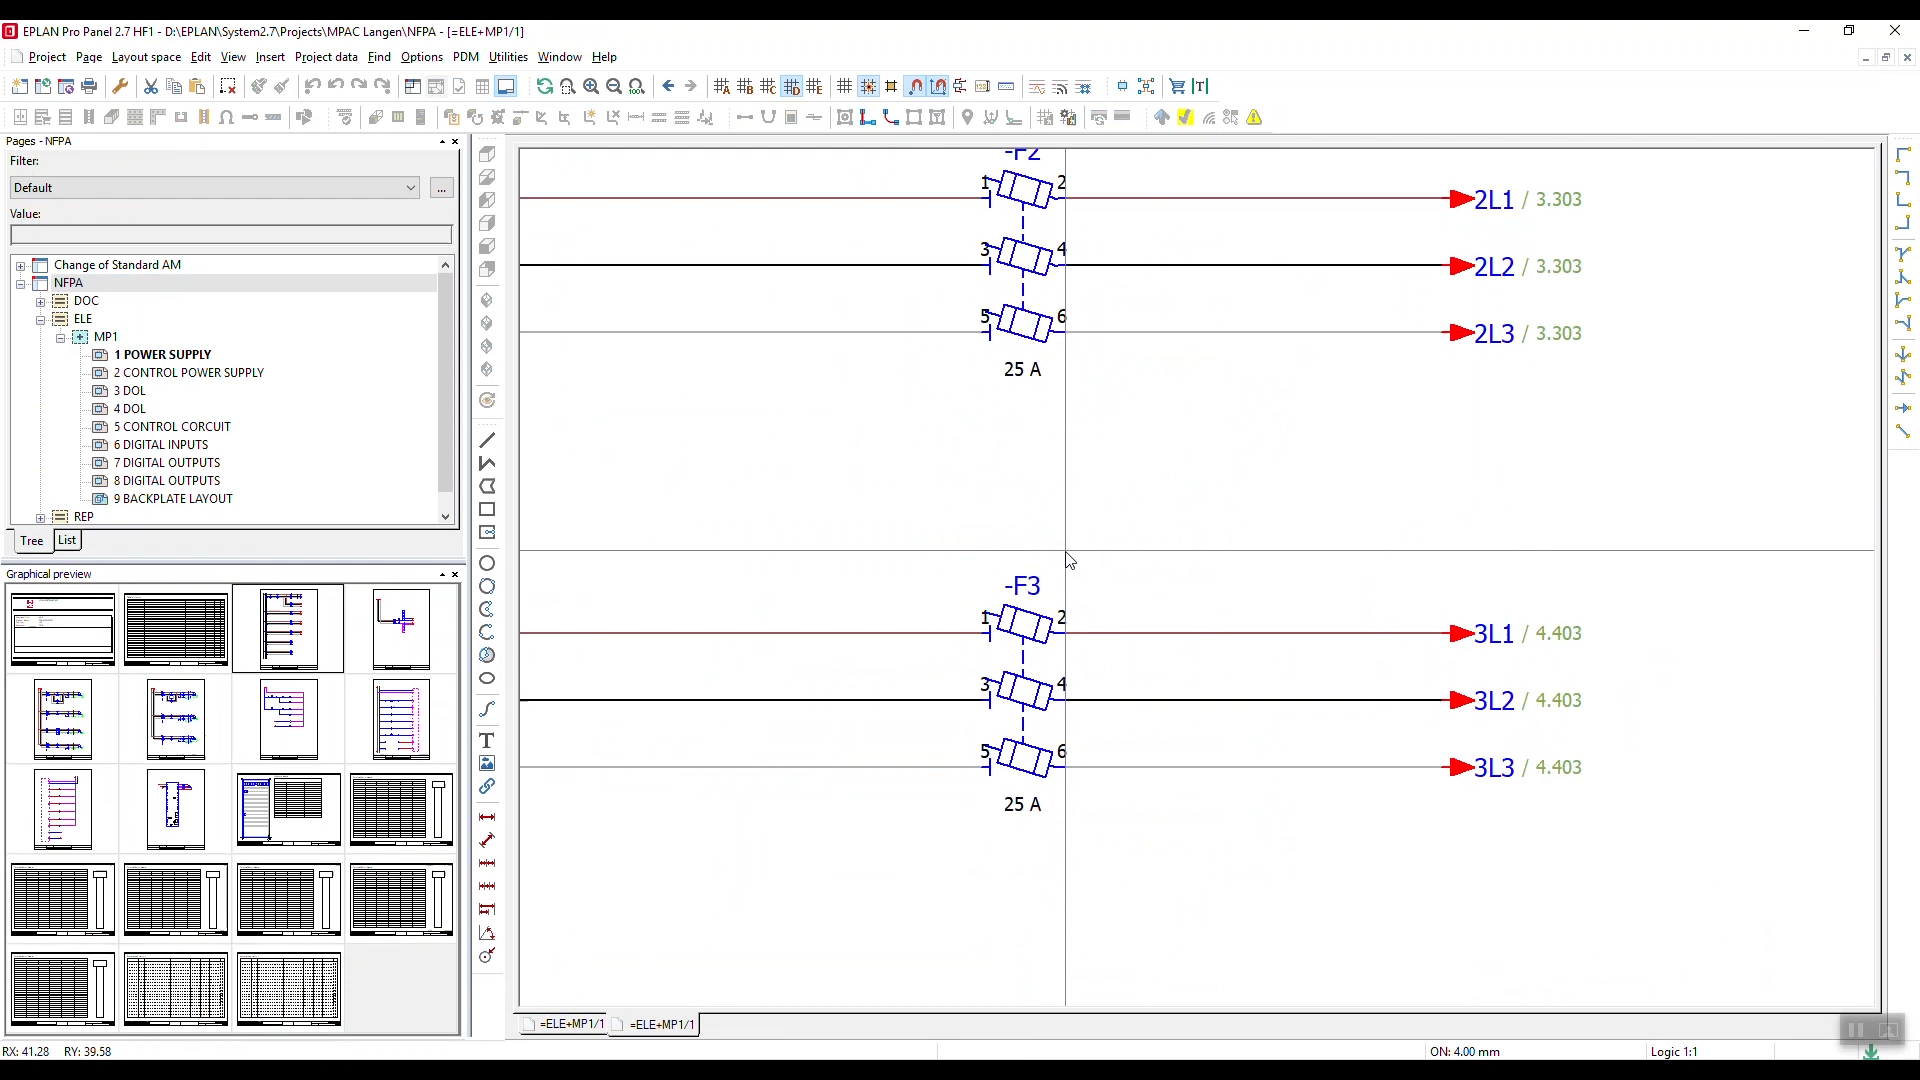 EPLAN Pro Panel 2.7 HF1 - D:\EPLAN\System2.7\Projects\MPAC Langen\NFPA - [=ELE+MP1/1]
Project Page Layout space Edit View Insert Project data Find Options PDM Utilities Window Help
Pages - NFPA
Filter:
Default
...
Value:
Change of Standard AM
NFPA
DOC
ELE
MP1
1 POWER SUPPLY
2 CONTROL POWER SUPPLY
3 DOL
4 DOL
5 CONTROL CORCUIT
6 DIGITAL INPUTS
7 DIGITAL OUTPUTS
8 DIGITAL OUTPUTS
9 BACKPLATE LAYOUT
REP
Tree List
Graphical preview
-F2
1 2 2L1 / 3.303
3 4 2L2 / 3.303
5 6 2L3 / 3.303
25 A
-F3
1 2 3L1 / 4.403
3 4 3L2 / 4.403
5 6 3L3 / 4.403
25 A
=ELE+MP1/1 =ELE+MP1/1
RX: 41.28 RY: 39.58 ON: 4.00 mm Logic 1:1